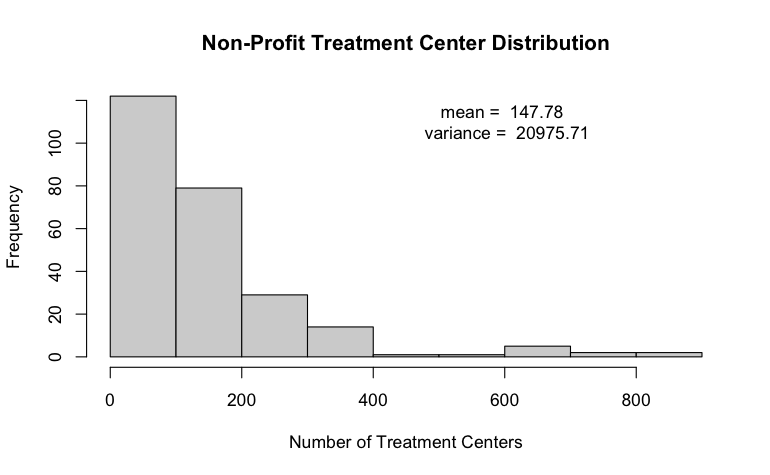 Non-Profit Treatment Center Distribution
mean = 147.78
variance = 20975.71
Frequency
100
80
60
40
20
0
0 200 400 600 800
Number of Treatment Centers